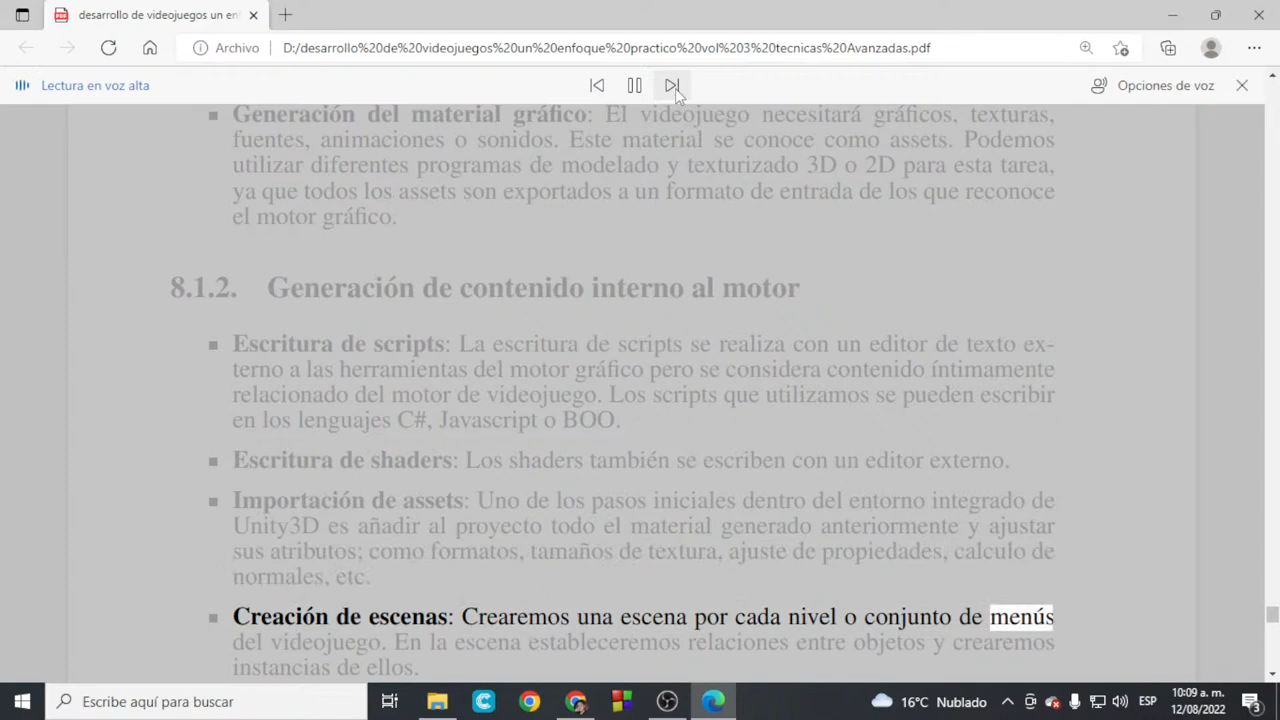 desarrollo de videojuegos un en
Archivo
D:/desarrollo%20de%20videojuegos%20un%20enfoque%20practico%20vol%203%20tecnicas%20Avanzadas.pdf
Lectura en voz alta
Opciones de voz
Generación del material gráfico: El videojuego necesitará gráficos, texturas,
fuentes, animaciones o sonidos. Este material se conoce como assets. Podemos
utilizar diferentes programas de modelado y texturizado 3D o 2D para esta tarea,
ya que todos los assets son exportados a un formato de entrada de los que reconoce
el motor gráfico.
8.1.2. Generación de contenido interno al motor
Escritura de scripts: La escritura de scripts se realiza con un editor de texto ex-
terno a las herramientas del motor gráfico pero se considera contenido íntimamente
relacionado del motor de videojuego. Los scripts que utilizamos se pueden escribir
en los lenguajes C#, Javascript o BOO.
Escritura de shaders: Los shaders también se escriben con un editor externo.
Importación de assets: Uno de los pasos iniciales dentro del entorno integrado de
Unity3D es añadir al proyecto todo el material generado anteriormente y ajustar
sus atributos; como formatos, tamaños de textura, ajuste de propiedades, calculo de
normales, etc.
Creación de escenas: Crearemos una escena por cada nivel o conjunto de menús
del videojuego. En la escena estableceremos relaciones entre objetos y crearemos
instancias de ellos.
Escribe aquí para buscar
16°C Nublado
ESP
10:09 a. m.
12/08/2022
3